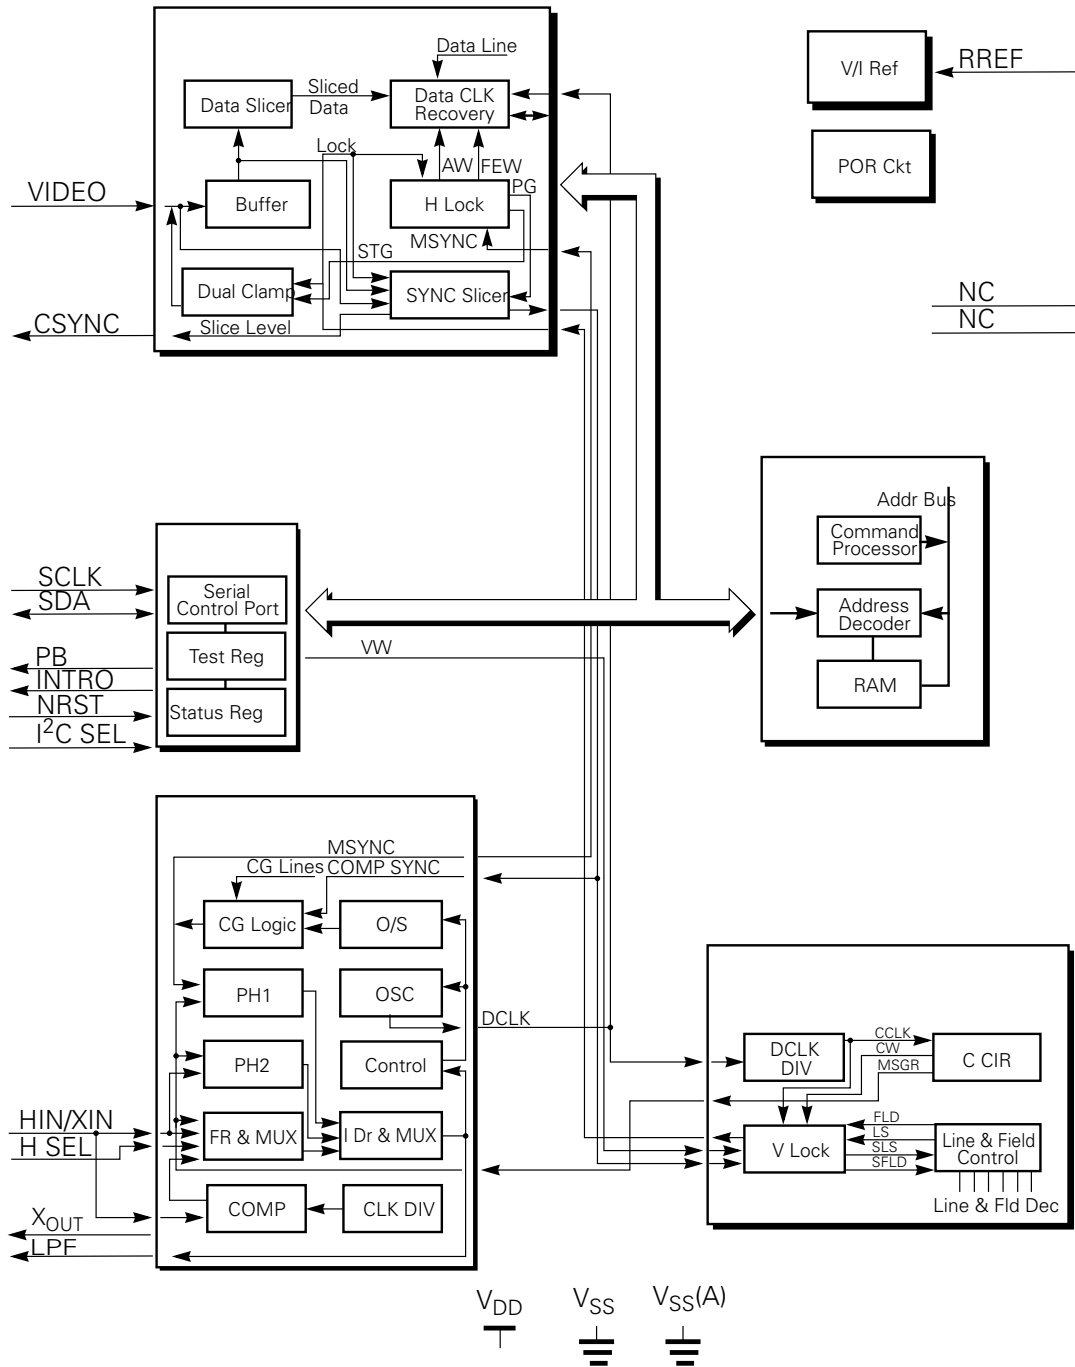 Data Line
V/I Ref
RREF
Data Slicer
Sliced
Data
Data CLK
Recovery
POR Ckt
Lock
AW
FEW
PG
VIDEO
Buffer
H Lock
MSYNC
STG
Dual Clamp
SYNC Slicer
NC
NC
CSYNC
Slice Level
Addr Bus
Command
Processor
SCLK
SDA
Serial
Control Port
Address
Decoder
PB
INTRO
NRST
I2C SEL
Test Reg
VW
RAM
Status Reg
MSYNC
CG Lines
COMP SYNC
CG Logic
O/S
PH1
OSC
DCLK
PH2
Control
DCLK
DIV
CCLK
CW
MSGR
C CIR
HIN/XIN
H SEL
FR & MUX
I Dr & MUX
V Lock
FLD
LS
SLS
SFLD
Line & Field
Control
Line & Fld Dec
COMP
CLK DIV
XOUT
LPF
VDD
VSS
VSS(A)